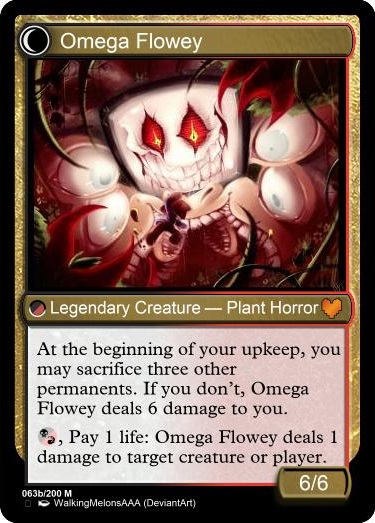 Omega Flowey
Legendary Creature — Plant Horror
At the beginning of your upkeep, you
may sacrifice three other
permanents. If you don't, Omega
Flowey deals 6 damage to you.
, Pay 1 life: Omega Flowey deals 1
damage to target creature or player.
6/6
063b/200 M
WalkingMelonsAAA (DeviantArt)